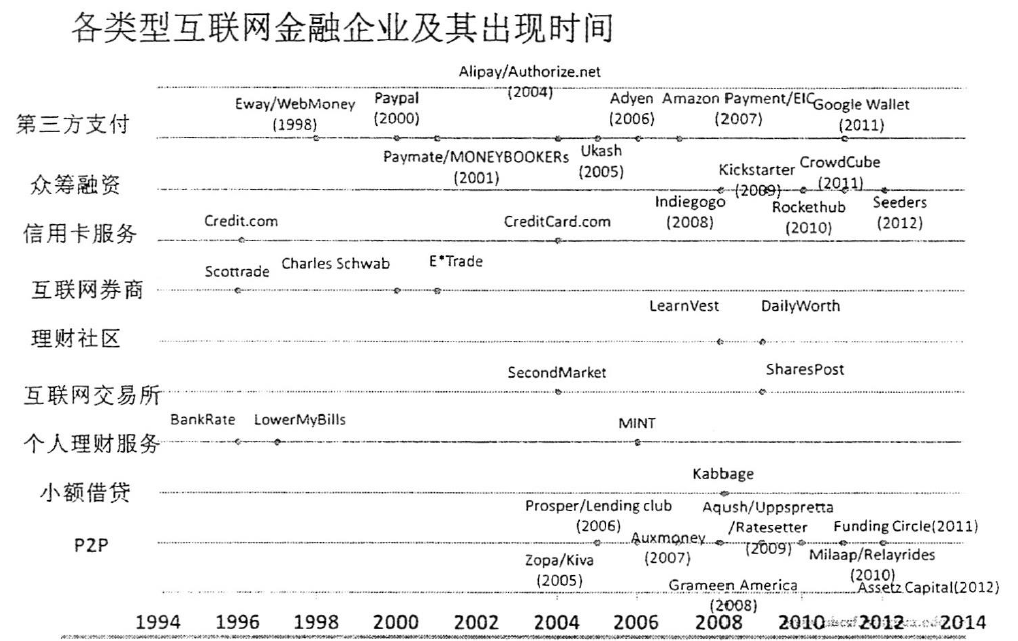 各类型互联网金融企业及其出现时间
Alipay/Authorize.net
(2004)
Eway/WebMoney
(1998)
Paypal
(2000)
Adyen
(2006)
Amazon Payment/EIC
(2007)
Google Wallet
(2011)
第三方支付
Paymate/MONEYBOOKERs
(2001)
Ukash
(2005)
Kickstarter
(2009)
CrowdCube
(2011)
众筹融资
Indiegogo
(2008)
Rockethub
(2010)
Seeders
(2012)
信用卡服务
Credit.com
CreditCard.com
互联网券商
Scottrade
Charles Schwab
E*Trade
理财社区
LearnVest
DailyWorth
互联网交易所
SecondMarket
SharesPost
个人理财服务
BankRate
LowerMyBills
MINT
小额借贷
Kabbage
P2P
Prosper/Lending club
(2006)
Auxmoney
(2007)
Aqush/Uppspretta
/Ratesetter
(2009)
Funding Circle(2011)
Zopa/Kiva
(2005)
Milaap/Relayrides
(2010)
Grameen America
(2008)
Assetz Capital(2012)
1994 1996 1998 2000 2002 2004 2006 2008 2010 2012 2014